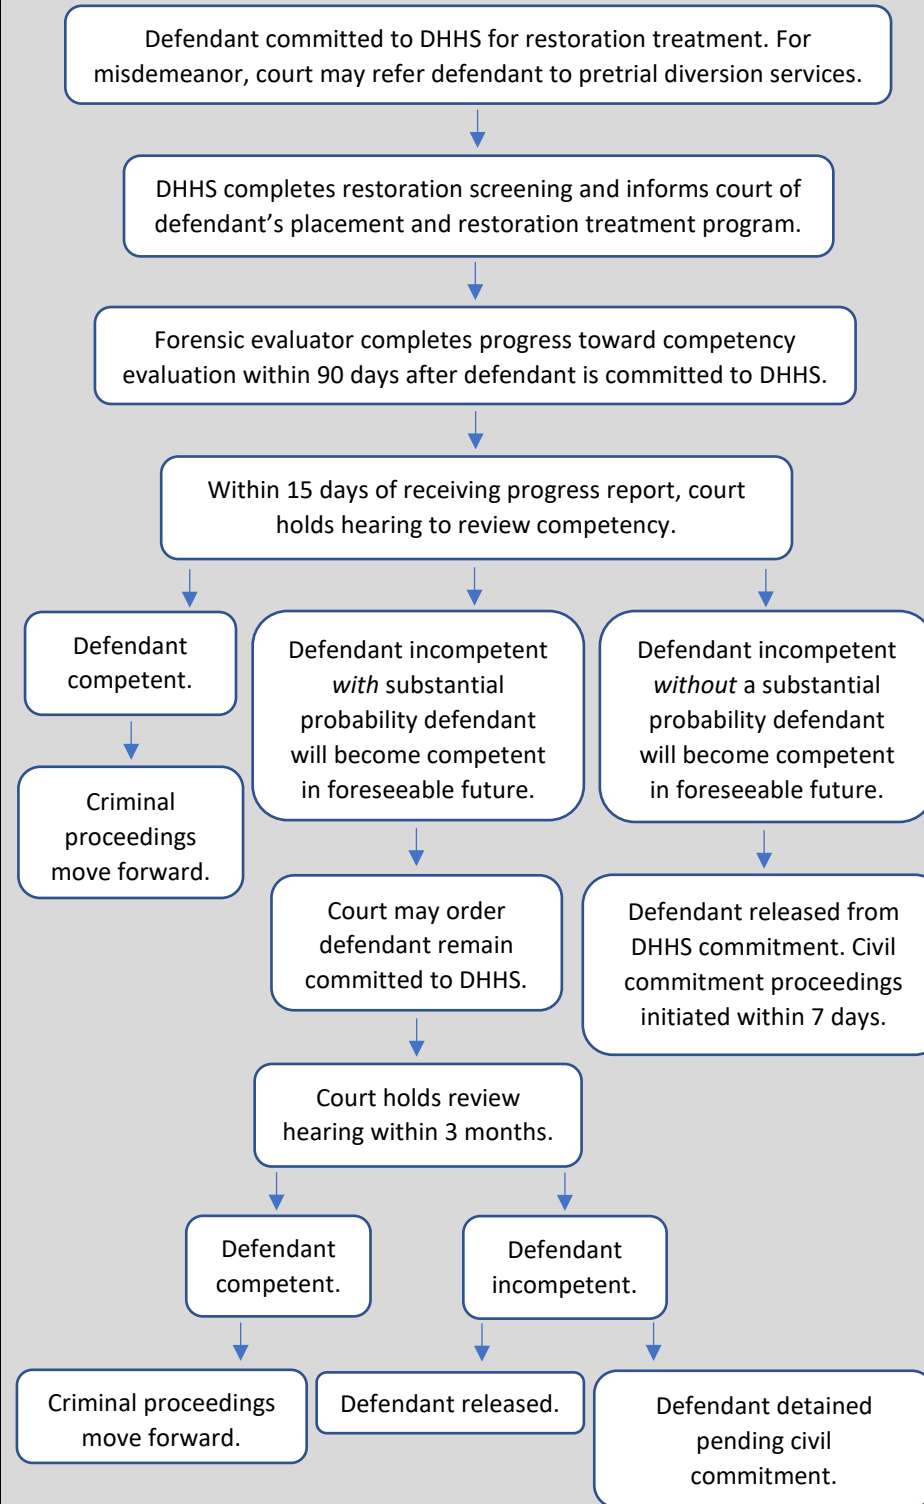 Defendant committed to DHHS for restoration treatment. For
misdemeanor, court may refer defendant to pretrial diversion services.
DHHS completes restoration screening and informs court of
defendant’s placement and restoration treatment program.
Forensic evaluator completes progress toward competency
evaluation within 90 days after defendant is committed to DHHS.
Within 15 days of receiving progress report, court
holds hearing to review competency.
Defendant
competent.
Criminal
proceedings
move forward.
Defendant incompetent
with substantial
probability defendant
will become competent
in foreseeable future.
Court may order
defendant remain
committed to DHHS.
Defendant incompetent
without a substantial
probability defendant
will become competent
in foreseeable future.
Defendant released from
DHHS commitment. Civil
commitment proceedings
initiated within 7 days.
Court holds review
hearing within 3 months.
Defendant
competent.
Criminal proceedings
move forward.
Defendant
incompetent.
Defendant released.
Defendant detained
pending civil
commitment.